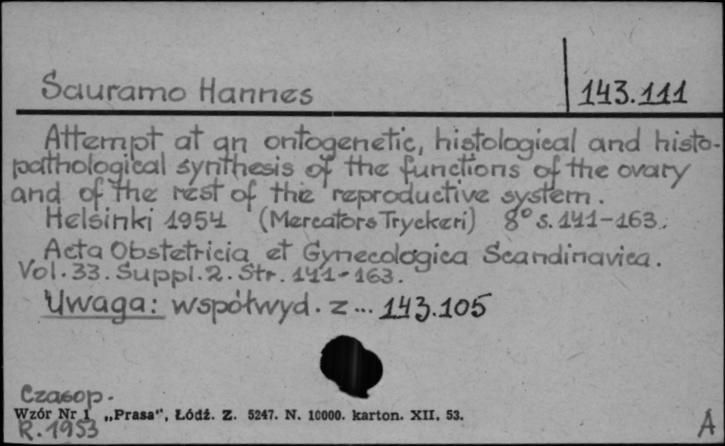 Sauramo Hannes
143.111
Attempt at an ontogenetic, histological and histo-
pathological synthesis of the functions of the ovary
and of the rest of the reproductive system.
Helsinki 1954 (Mercators Tryckeri) 8° s. 141-163.
Acta Obstetricia et Gynecologica Scandinavica.
Vol. 33. Suppl. 2. Str. 141-163.
Uwaga: współwyd. z ... 143.105
Czasop.
Wzór Nr 1 „Prasa", Łódź. Z. 5247. N. 10000. karton. XII. 53.
R. 1953
A